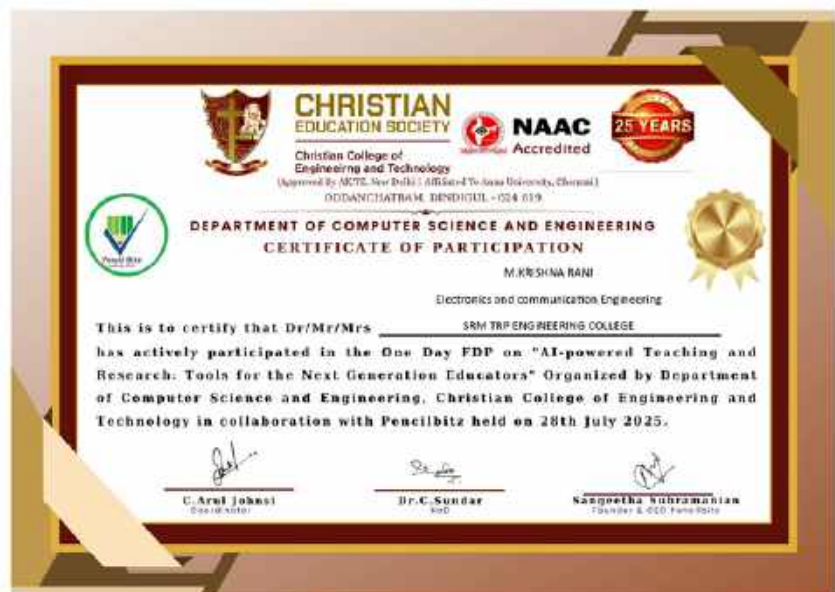 CHRISTIAN
EDUCATION SOCIETY
Christian College of
Engineeirng and Technology
(Approved By AICTE, New Delhi | Affiliated To Anna University, Chennai)
ODDANCHATRAM, DINDIGUL - 624 619
NAAC
Accredited
25 YEARS
Pencil Bitz
DEPARTMENT OF COMPUTER SCIENCE AND ENGINEERING
CERTIFICATE OF PARTICIPATION
M.KRISHNA RANI
Electronics and communication Engineering
This is to certify that Dr/Mr/Mrs SRM TRP ENGINEERING COLLEGE
has actively participated in the One Day FDP on "AI-powered Teaching and
Research: Tools for the Next Generation Educators" Organized by Department
of Computer Science and Engineering, Christian College of Engineering and
Technology in collaboration with Pencilbitz held on 28th July 2025.
C.Arul Johnsi
Coordinator
Dr.C.Sundar
HoD
Sangeetha Subramanian
Founder & CEO Pencilbitz